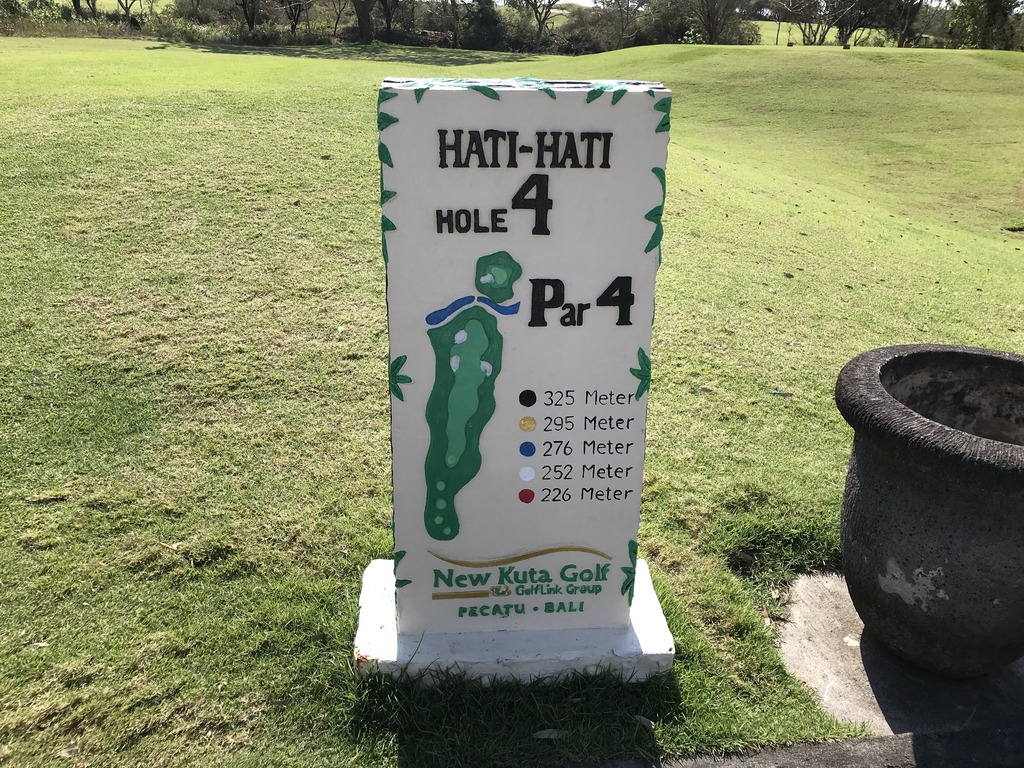 HATI-HATI
HOLE 4
Par 4
325 Meter
295 Meter
276 Meter
252 Meter
226 Meter
New Kuta Golf
GolfLink Group
PECATU • BALI